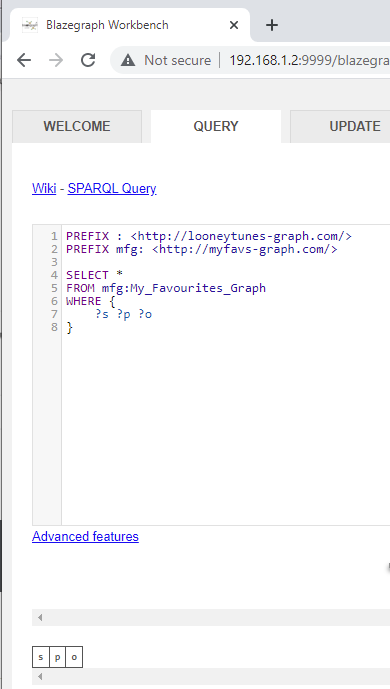 Blazegraph Workbench
Not secure | 192.168.1.2:9999/blazegra
WELCOME QUERY UPDATE
Wiki - SPARQL Query
1 PREFIX : <http://looneytunes-graph.com/>
2 PREFIX mfg: <http://myfavs-graph.com/>
3
4 SELECT *
5 FROM mfg:My_Favourites_Graph
6 WHERE {
7 ?s ?p ?o
8 }
Advanced features
s p o